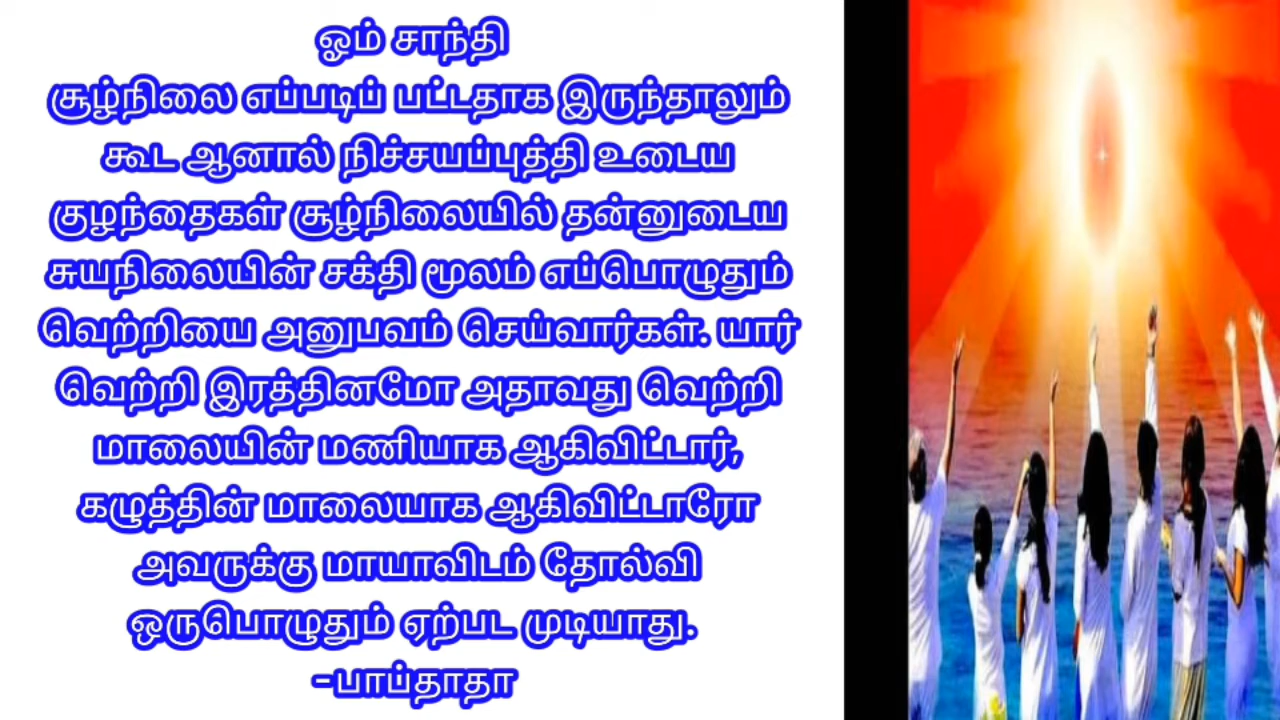 ஓம் சாந்தி
சூழ்நிலை எப்படிப் பட்டதாக இருந்தாலும்
கூட ஆனால் நிச்சயப்புத்தி உடைய
குழந்தைகள் சூழ்நிலையில் தன்னுடைய
சுயநிலையின் சக்தி மூலம் எப்பொழுதும்
வெற்றியை அனுபவம் செய்வார்கள். யார்
வெற்றி இரத்தினமோ அதாவது வெற்றி
மாலையின் மணியாக ஆகிவிட்டார்,
கழுத்தின் மாலையாக ஆகிவிட்டாரோ
அவருக்கு மாயாவிடம் தோல்வி
ஒருபொழுதும் ஏற்பட முடியாது.
-பாப்தாதா